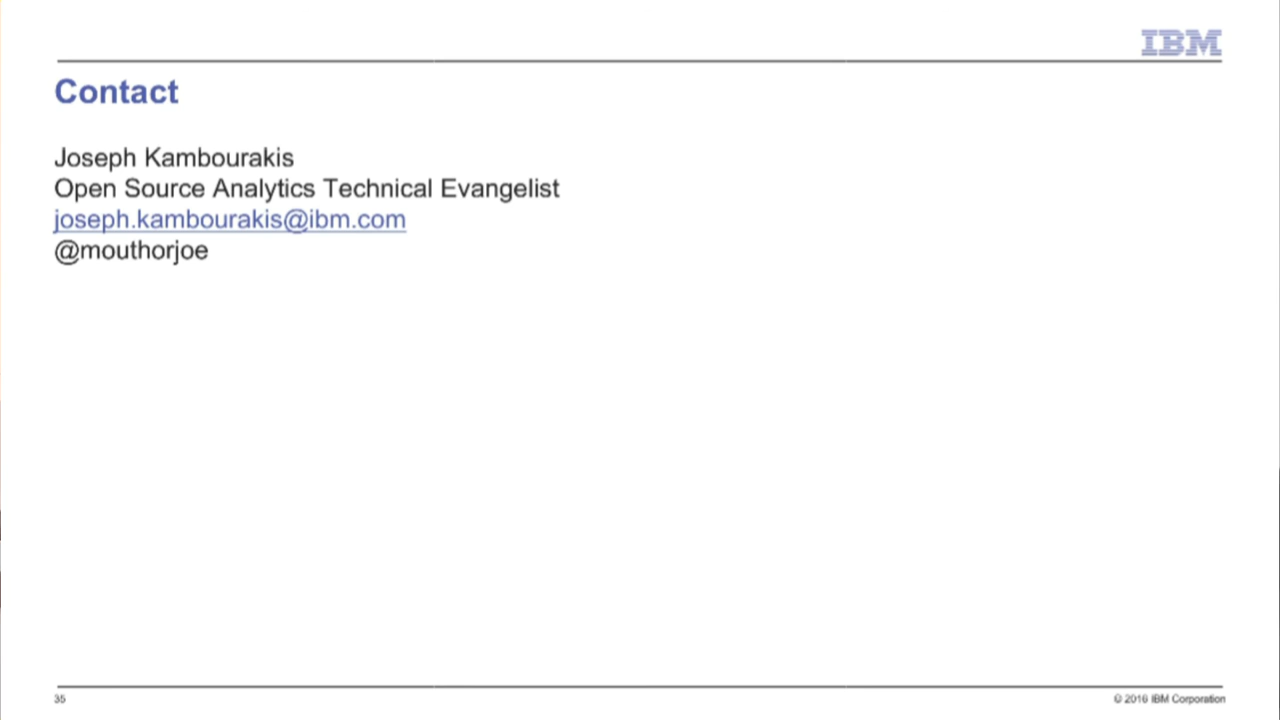 IBM
Contact
Joseph Kambourakis
Open Source Analytics Technical Evangelist
joseph.kambourakis@ibm.com
@mouthorjoe
35
© 2016 IBM Corporation